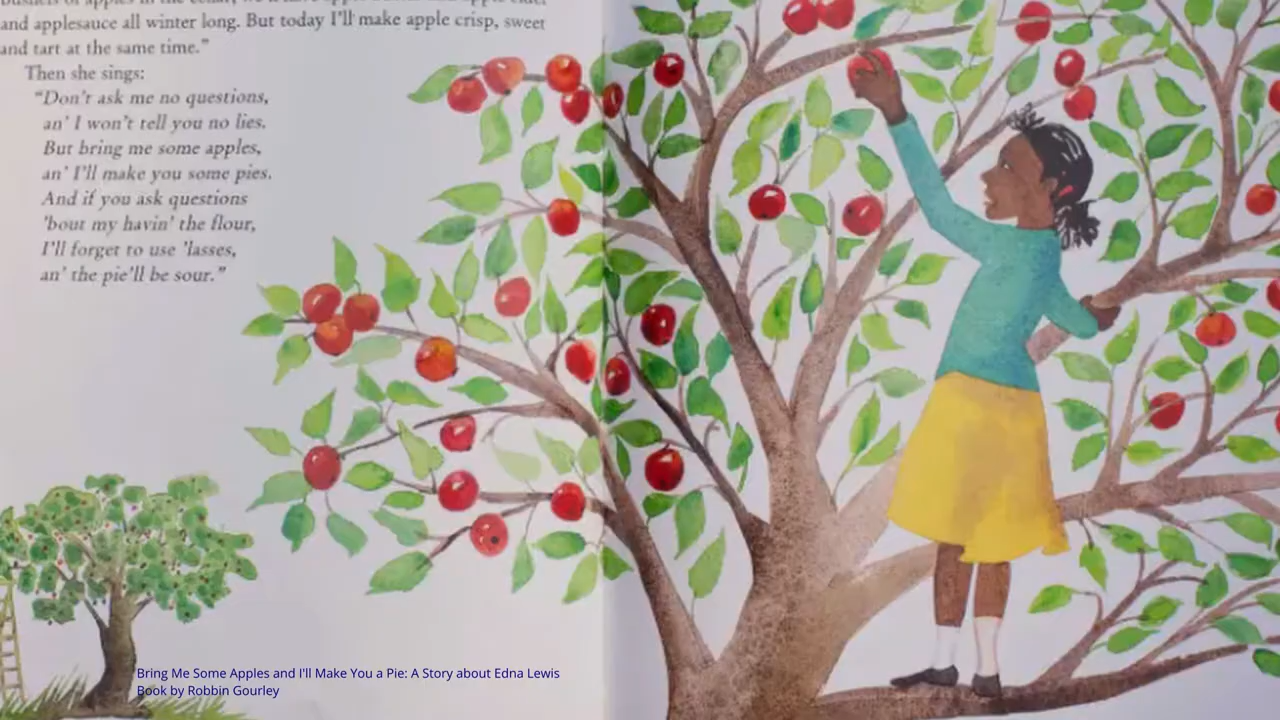 bushels of apples in the cellar, we'll have apple butter and apple cider
and applesauce all winter long. But today I'll make apple crisp, sweet
and tart at the same time."
Then she sings:
"Don't ask me no questions,
an' I won't tell you no lies.
But bring me some apples,
an' I'll make you some pies.
And if you ask questions
'bout my havin' the flour,
I'll forget to use 'lasses,
an' the pie'll be sour."
Bring Me Some Apples and I'll Make You a Pie: A Story about Edna Lewis
Book by Robbin Gourley